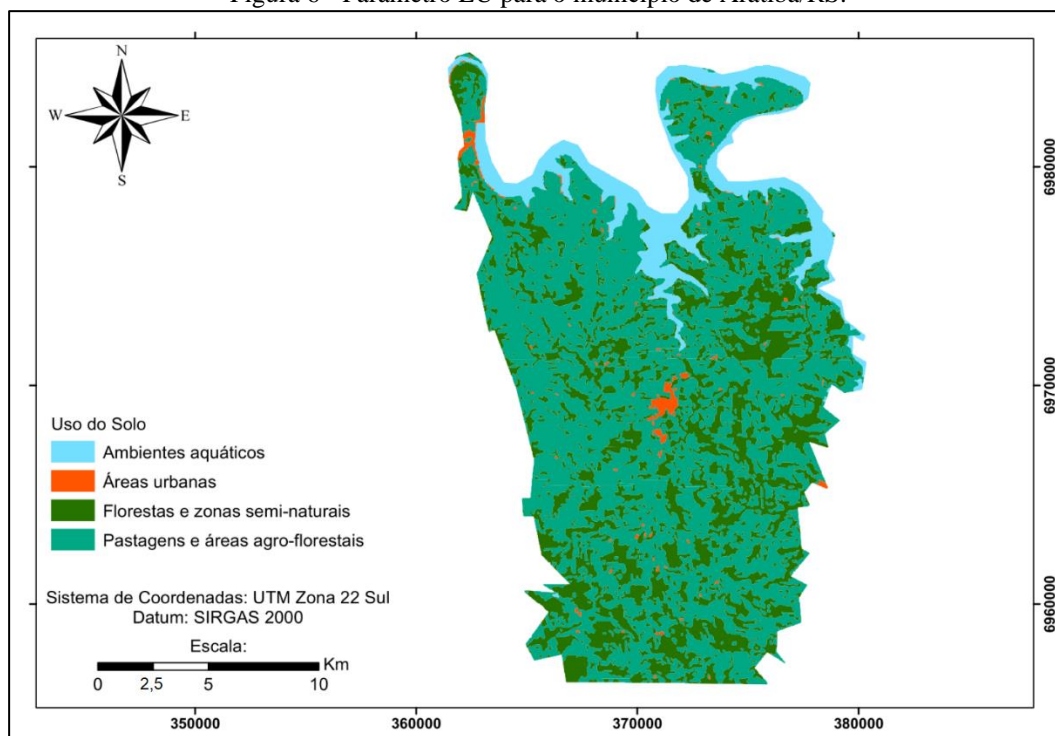 Figura 6 - Parâmetro LU para o município de Aratiba/RS.
N
W
E
S
6980000
6970000
6960000
Uso do Solo
Ambientes aquáticos
Áreas urbanas
Florestas e zonas semi-naturais
Pastagens e áreas agro-florestais
Sistema de Coordenadas: UTM Zona 22 Sul
Datum: SIRGAS 2000
Escala:
Km
0 2,5 5 10
350000 360000 370000 380000